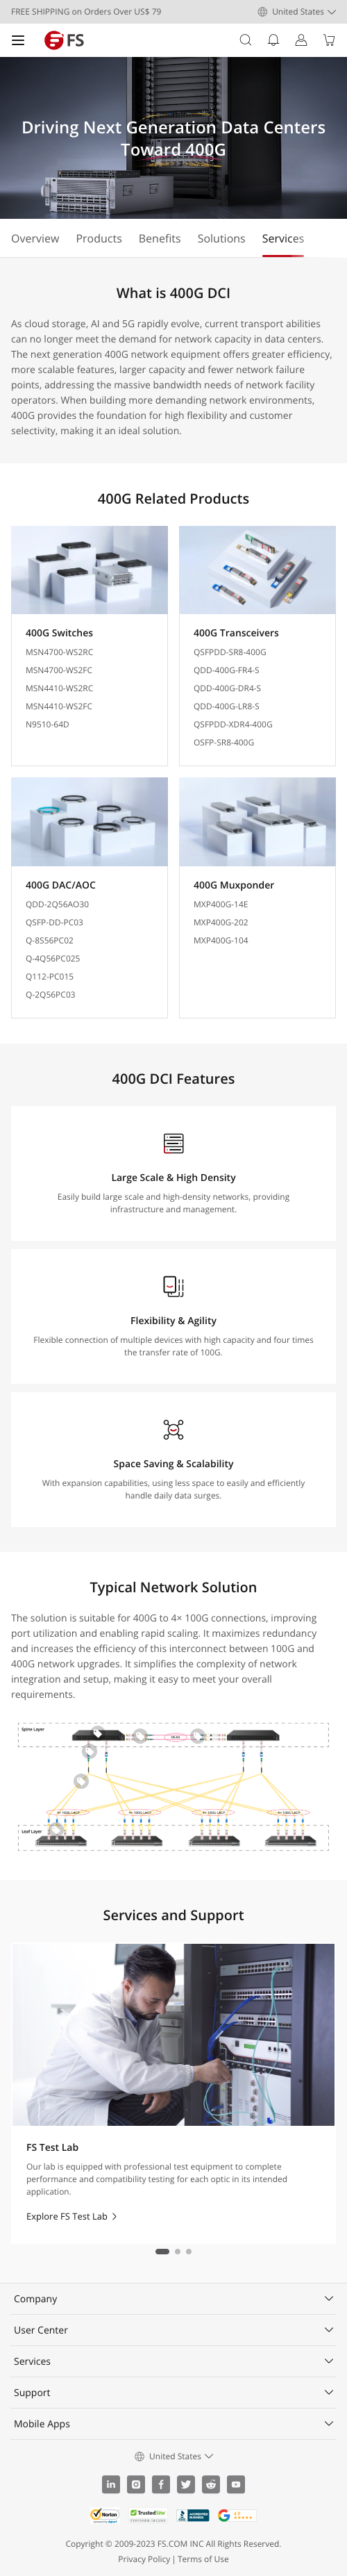 FREE SHIPPING on Orders Over US$ 79
United States
FS
Driving Next Generation Data Centers
Toward 400G
Overview
Products
Benefits
Solutions
Services
What is 400G DCI
As cloud storage, AI and 5G rapidly evolve, current transport abilities
can no longer meet the demand for network capacity in data centers.
The next generation 400G network equipment offers greater efficiency,
more scalable features, larger capacity and fewer network failure
points, addressing the massive bandwidth needs of network facility
operators. When building more demanding network environments,
400G provides the foundation for high flexibility and customer
selectivity, making it an ideal solution.
400G Related Products
400G Switches
MSN4700-WS2RC
MSN4700-WS2FC
MSN4410-WS2RC
MSN4410-WS2FC
N9510-64D
400G Transceivers
QSFPDD-SR8-400G
QDD-400G-FR4-S
QDD-400G-DR4-S
QDD-400G-LR8-S
QSFPDD-XDR4-400G
OSFP-SR8-400G
400G DAC/AOC
QDD-2Q56AO30
QSFP-DD-PC03
Q-8S56PC02
Q-4Q56PC025
Q112-PC015
Q-2Q56PC03
400G Muxponder
MXP400G-14E
MXP400G-202
MXP400G-104
400G DCI Features
Large Scale & High Density
Easily build large scale and high-density networks, providing
infrastructure and management.
Flexibility & Agility
Flexible connection of multiple devices with high capacity and four times
the transfer rate of 100G.
Space Saving & Scalability
With expansion capabilities, using less space to easily and efficiently
handle daily data surges.
Typical Network Solution
The solution is suitable for 400G to 4× 100G connections, improving
port utilization and enabling rapid scaling. It maximizes redundancy
and increases the efficiency of this interconnect between 100G and
400G network upgrades. It simplifies the complexity of network
integration and setup, making it easy to meet your overall
requirements.
Spine Layer
Leaf Layer
Services and Support
FS Test Lab
Our lab is equipped with professional test equipment to complete
performance and compatibility testing for each optic in its intended
application.
Explore FS Test Lab
Company
User Center
Services
Support
Mobile Apps
United States
Norton
TrustedSite
Copyright © 2009-2023 FS.COM INC All Rights Reserved.
Privacy Policy | Terms of Use